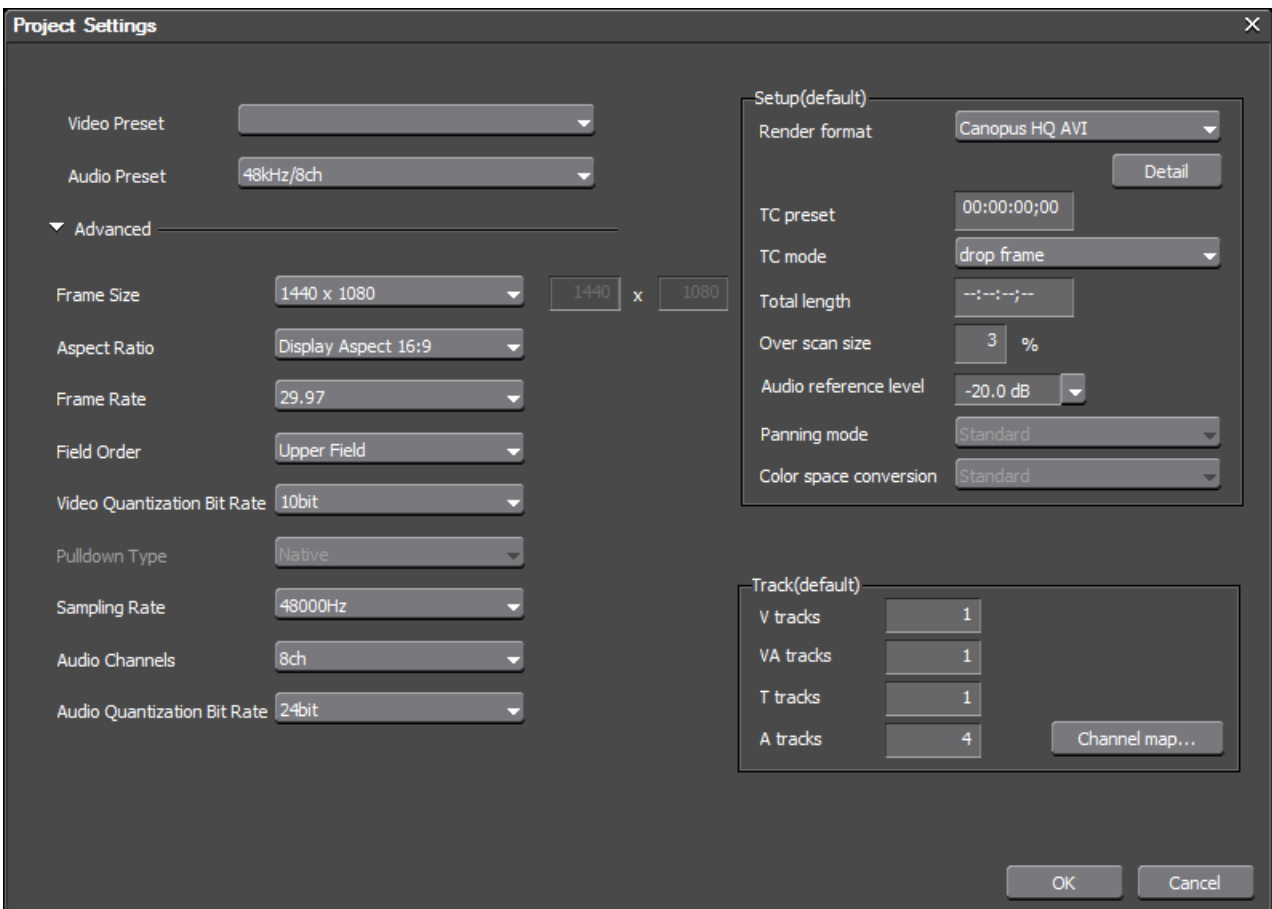 Project Settings
Video Preset
Audio Preset 48kHz/8ch
Advanced
Frame Size 1440 x 1080 1440 x 1080
Aspect Ratio Display Aspect 16:9
Frame Rate 29.97
Field Order Upper Field
Video Quantization Bit Rate 10bit
Pulldown Type Native
Sampling Rate 48000Hz
Audio Channels 8ch
Audio Quantization Bit Rate 24bit
Setup(default)
Render format Canopus HQ AVI
Detail
TC preset 00:00:00;00
TC mode drop frame
Total length --:--:--;--
Over scan size 3 %
Audio reference level -20.0 dB
Panning mode Standard
Color space conversion Standard
Track(default)
V tracks 1
VA tracks 1
T tracks 1
A tracks 4 Channel map...
OK Cancel